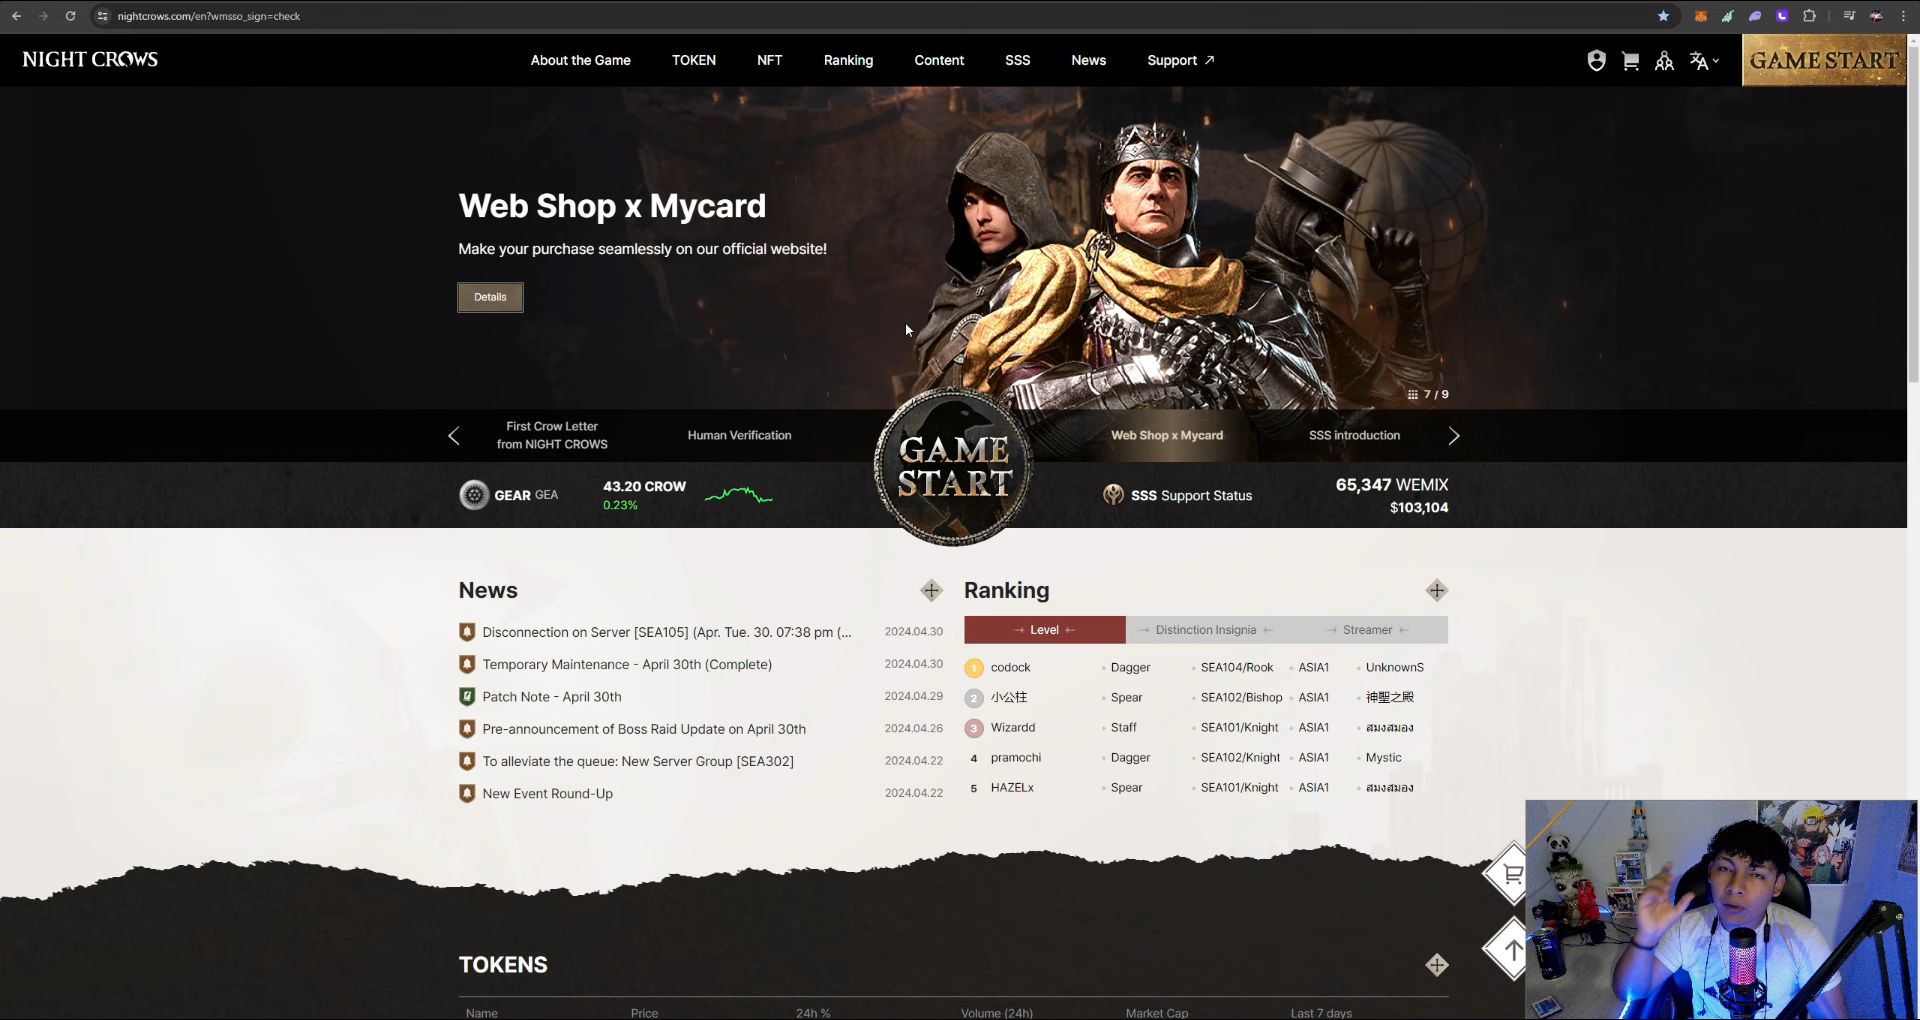 nightcrows.com/en?wmsso_sign=check
NIGHT CROWS
About the Game
TOKEN
NFT
Ranking
Content
SSS
News
Support
GAME START
Web Shop x Mycard
Make your purchase seamlessly on our official website!
Details
7 / 9
First Crow Letter
from NIGHT CROWS
Human Verification
Web Shop x Mycard
SSS introduction
GAME
START
GEAR GEA
43.20 CROW
0.23%
SSS Support Status
65,347 WEMIX
$103,104
News
Disconnection on Server [SEA105] (Apr. Tue. 30. 07:38 pm (... 2024.04.30
Temporary Maintenance - April 30th (Complete) 2024.04.30
Patch Note - April 30th 2024.04.29
Pre-announcement of Boss Raid Update on April 30th 2024.04.26
To alleviate the queue: New Server Group [SEA302] 2024.04.22
New Event Round-Up 2024.04.22
Ranking
Level
Distinction Insignia
Streamer
1 codock Dagger SEA104/Rook ASIA1 UnknownS
2 小公柱 Spear SEA102/Bishop ASIA1 神聖之殿
3 Wizardd Staff SEA101/Knight ASIA1 สมงสมอง
4 pramochi Dagger SEA102/Knight ASIA1 Mystic
5 HAZELx Spear SEA101/Knight ASIA1 สมงสมอง
TOKENS
Name Price 24h % Volume (24h) Market Cap Last 7 days